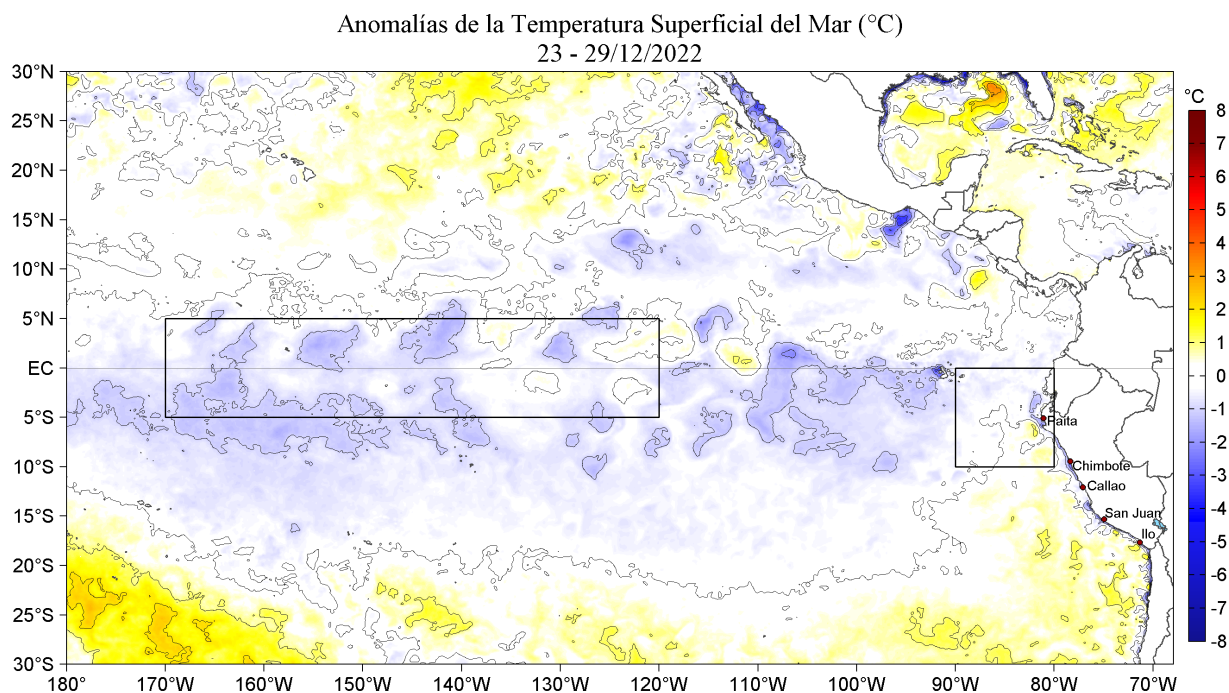 Anomalías de la Temperatura Superficial del Mar (°C)
23 - 29/12/2022
30°N
25°N
20°N
15°N
10°N
5°N
EC
5°S
10°S
15°S
20°S
25°S
30°S
180°
170°W
160°W
150°W
140°W
130°W
120°W
110°W
100°W
90°W
80°W
70°W
Paita
Chimbote
Callao
San Juan
Ilo
°C
8
7
6
5
4
3
2
1
0
-1
-2
-3
-4
-5
-6
-7
-8